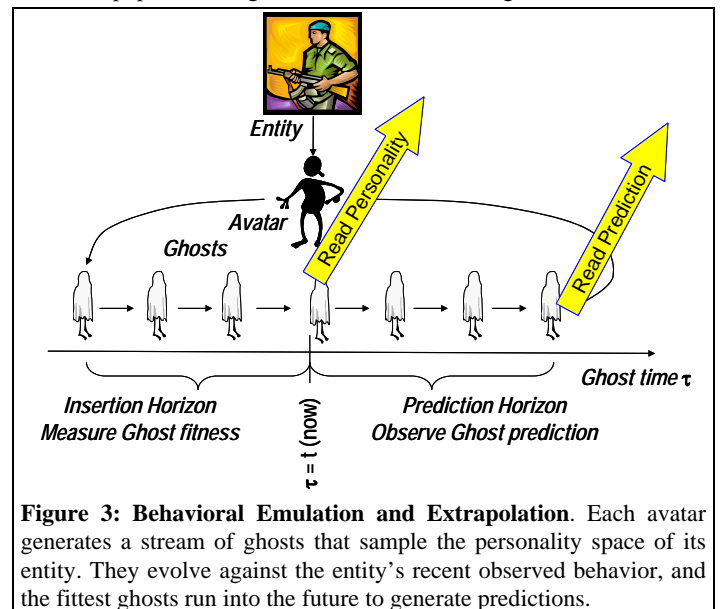 Entity
Avatar
Ghosts
Read Personality
Read Prediction
Ghost time τ
Insertion Horizon
Measure Ghost fitness
τ = t (now)
Prediction Horizon
Observe Ghost prediction
Figure 3: Behavioral Emulation and Extrapolation. Each avatar
generates a stream of ghosts that sample the personality space of its
entity. They evolve against the entity's recent observed behavior, and
the fittest ghosts run into the future to generate predictions.